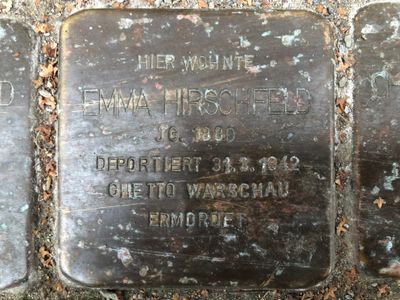 HIER WOHNTE
EMMA HIRSCHFELD
JG. 1880
DEPORTIERT 31.3.1942
GHETTO WARSCHAU
ERMORDET